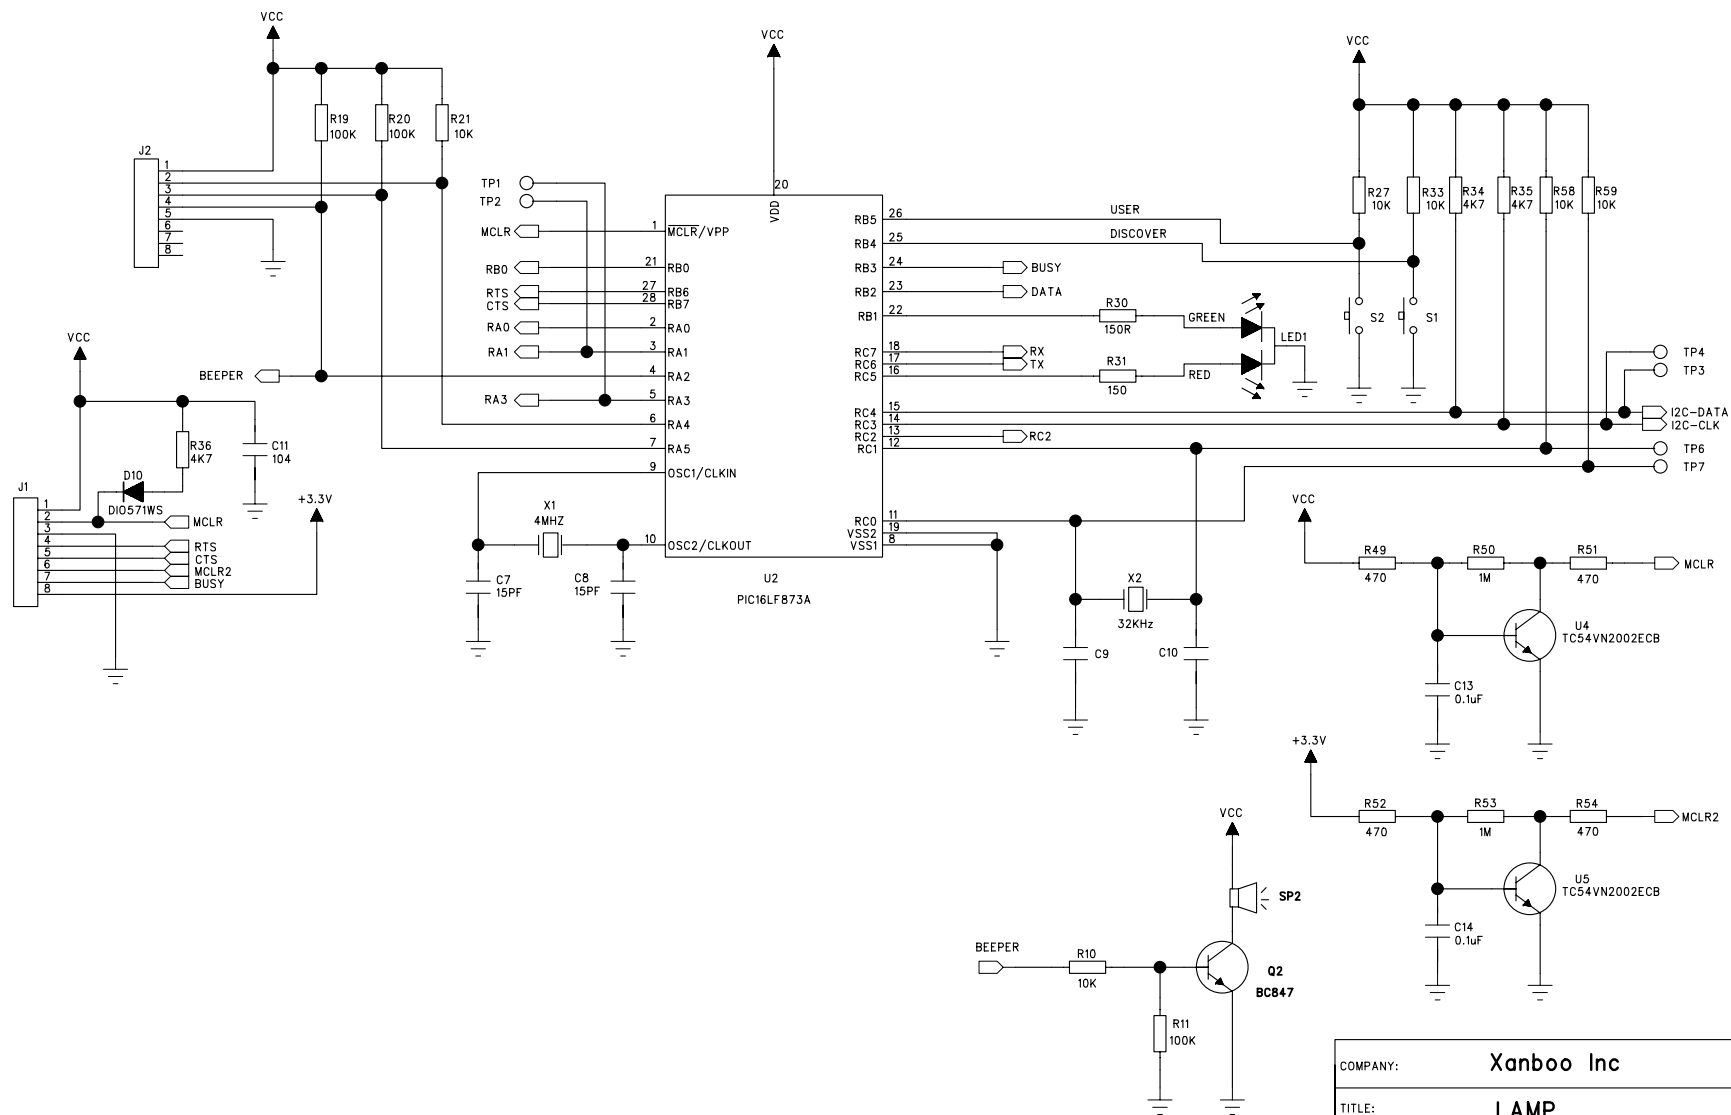 VCC
R19
100K
R20
100K
R21
10K
J2
1
2
3
4
5
6
7
8
TP1
TP2
MCLR
RB0
RTS
CTS
RA0
RA1
BEEPER
RA3
VCC
20
VDD
1
MCLR/VPP
21
RB0
27
RB6
28
RB7
2
RA0
3
RA1
4
RA2
5
RA3
6
RA4
7
RA5
9
OSC1/CLKIN
10
OSC2/CLKOUT
RB5
26
RB4
25
RB3
24
RB2
23
RB1
22
RC7
18
RC6
17
RC5
16
RC4
15
RC3
14
RC2
13
RC1
12
RC0
11
VSS2
19
VSS1
8
U2
PIC16LF873A
USER
DISCOVER
BUSY
DATA
R30
150R
GREEN
RX
TX
R31
150
RED
LED1
RC2
VCC
R27
10K
R33
10K
R34
4K7
R35
4K7
R58
10K
R59
10K
S2
S1
TP4
TP3
I2C-DATA
I2C-CLK
TP6
TP7
VCC
R36
4K7
C11
104
D10
DIO571WS
+3.3V
J1
1
2
3
4
5
6
7
8
MCLR
RTS
CTS
MCLR2
BUSY
X1
4MHZ
C7
15PF
C8
15PF
X2
32KHz
C9
C10
VCC
R49
470
R50
1M
R51
470
MCLR
U4
TC54VN2002ECB
C13
0.1uF
+3.3V
R52
470
R53
1M
R54
470
MCLR2
U5
TC54VN2002ECB
C14
0.1uF
VCC
SP2
BEEPER
R10
10K
Q2
BC847
R11
100K
COMPANY:
Xanboo Inc
TITLE:
LAMP